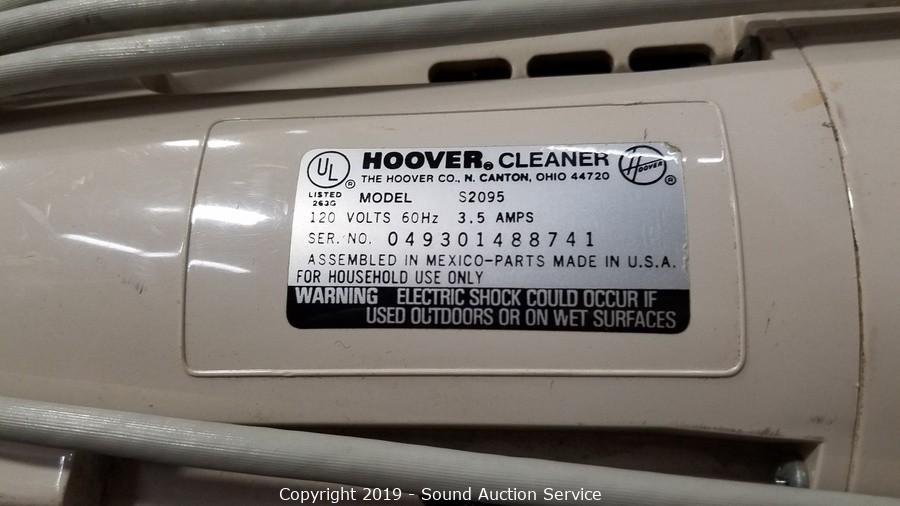 UL ®
LISTED
263G
HOOVER® CLEANER
HOOVER ®
THE HOOVER CO., N. CANTON, OHIO 44720
MODEL S2095
120 VOLTS 60Hz 3.5 AMPS
SER. NO. 049301488741
ASSEMBLED IN MEXICO-PARTS MADE IN U.S.A.
FOR HOUSEHOLD USE ONLY
WARNING ELECTRIC SHOCK COULD OCCUR IF
USED OUTDOORS OR ON WET SURFACES
Copyright 2019 - Sound Auction Service